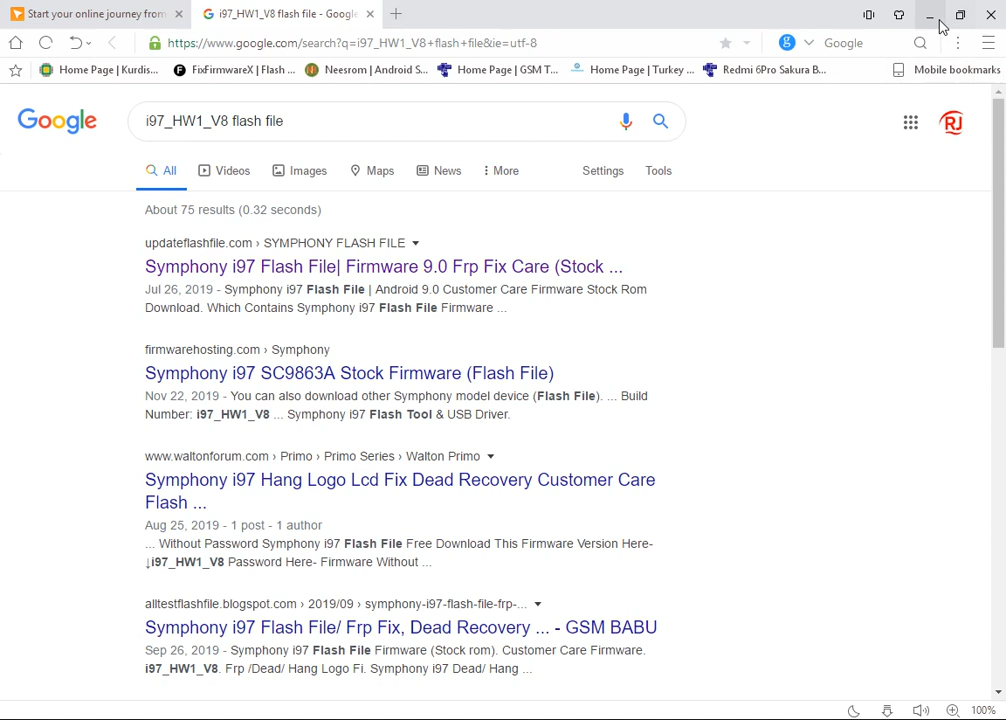 Start your online journey from
i97_HW1_V8 flash file - Google
https://www.google.com/search?q=i97_HW1_V8+flash+file&ie=utf-8
Google
Home Page | Kurdis...
FixFirmwareX | Flash ...
Neesrom | Android S...
Home Page | GSM T...
Home Page | Turkey ...
Redmi 6Pro Sakura B...
Mobile bookmarks
Google
i97_HW1_V8 flash file
RJ
All
Videos
Images
Maps
News
More
Settings
Tools
About 75 results (0.32 seconds)
updateflashfile.com › SYMPHONY FLASH FILE
Symphony i97 Flash File| Firmware 9.0 Frp Fix Care (Stock ...
Jul 26, 2019 - Symphony i97 Flash File | Android 9.0 Customer Care Firmware Stock Rom
Download. Which Contains Symphony i97 Flash File Firmware ...
firmwarehosting.com › Symphony
Symphony i97 SC9863A Stock Firmware (Flash File)
Nov 22, 2019 - You can also download other Symphony model device (Flash File). ... Build
Number: i97_HW1_V8 ... Symphony i97 Flash Tool & USB Driver.
www.waltonforum.com › Primo › Primo Series › Walton Primo
Symphony i97 Hang Logo Lcd Fix Dead Recovery Customer Care
Flash ...
Aug 25, 2019 - 1 post - 1 author
... Without Password Symphony i97 Flash File Free Download This Firmware Version Here-
↓i97_HW1_V8 Password Here- Firmware Without ...
alltestflashfile.blogspot.com › 2019/09 › symphony-i97-flash-file-frp-...
Symphony i97 Flash File/ Frp Fix, Dead Recovery ... - GSM BABU
Sep 26, 2019 - Symphony i97 Flash File Firmware (Stock rom). Customer Care Firmware.
i97_HW1_V8. Frp /Dead/ Hang Logo Fi. Symphony i97 Dead/ Hang ...
100%